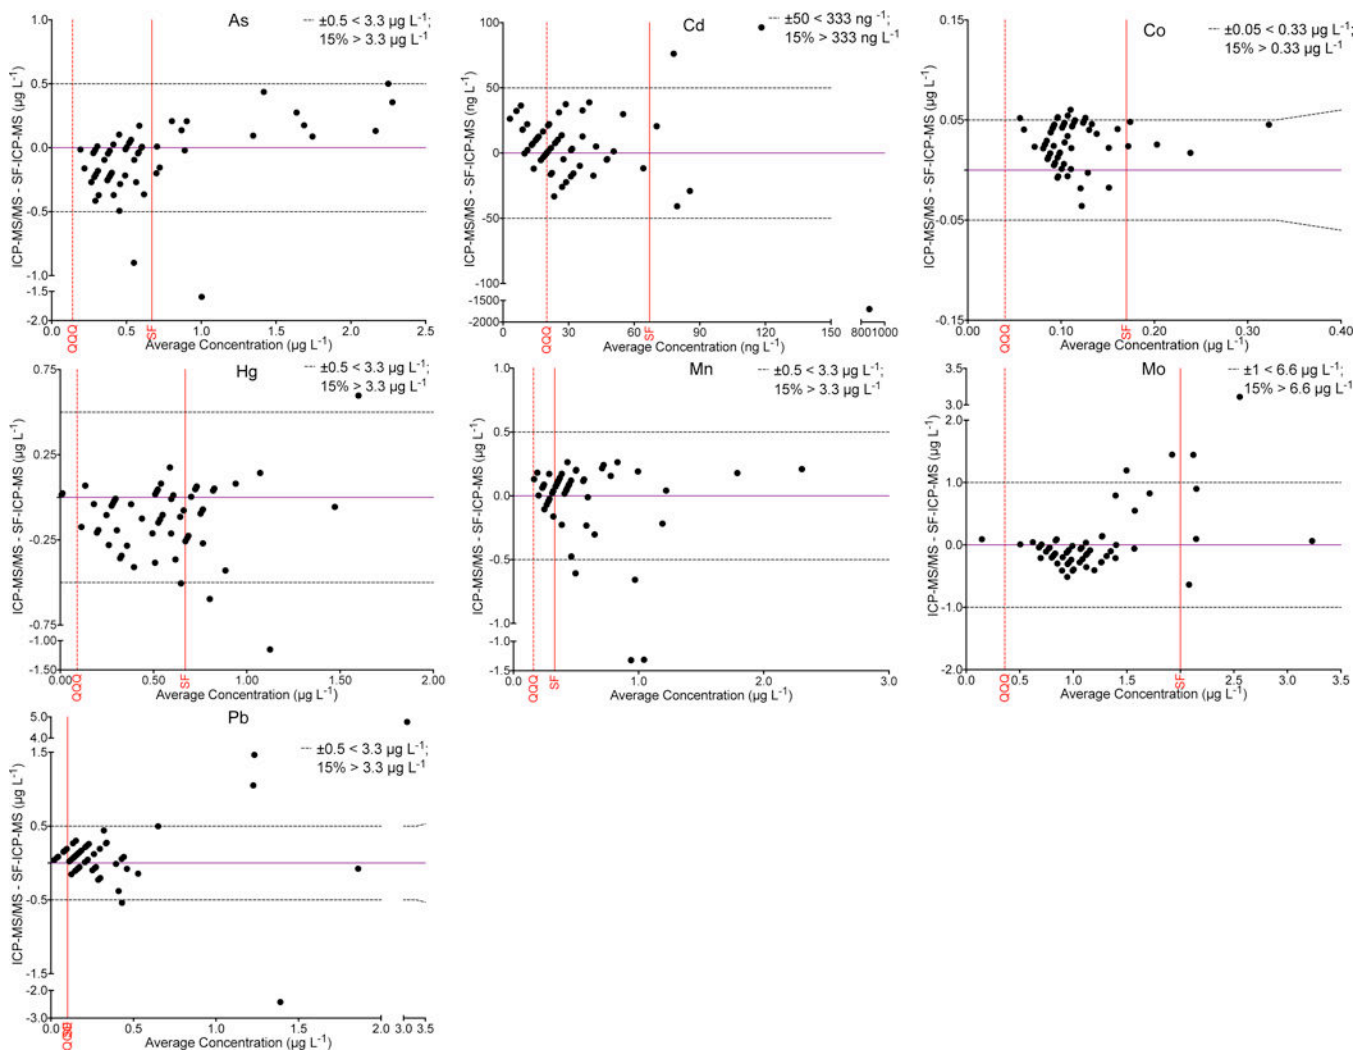 As
±0.5 < 3.3 µg L-1;
15% > 3.3 µg L-1
ICP-MS/MS - SF-ICP-MS (µg L-1)
1.0
0.5
0.0
-0.5
-1.0
-1.5
-2.0
0.0 0.5 1.0 1.5 2.0 2.5
QQQ
SF
Average Concentration (µg L-1)
Cd
±50 < 333 ng -1;
15% > 333 ng L-1
ICP-MS/MS - SF-ICP-MS (ng L-1)
100
50
0
-50
-100
-1500
-2000
0 30 60 90 120 150 800 1000
QQQ
SF
Average Concentration (ng L-1)
Co
±0.05 < 0.33 µg L-1;
15% > 0.33 µg L-1
ICP-MS/MS - SF-ICP-MS (µg L-1)
0.15
0.05
-0.05
-0.15
0.00 0.10 0.20 0.30 0.40
QQQ
SF
Average Concentration (µg L-1)
Hg
±0.5 < 3.3 µg L-1;
15% > 3.3 µg L-1
ICP-MS/MS - SF-ICP-MS (µg L-1)
0.75
0.25
-0.25
-0.75
-1.00
-1.50
0.00 0.50 1.00 1.50 2.00
QQQ
SF
Average Concentration (µg L-1)
Mn
±0.5 < 3.3 µg L-1;
15% > 3.3 µg L-1
ICP-MS/MS - SF-ICP-MS (µg L-1)
1.0
0.5
0.0
-0.5
-1.0
-1.0
-1.5
0.0 1.0 2.0 3.0
QQQ
SF
Average Concentration (µg L-1)
Mo
±1 < 6.6 µg L-1;
15% > 6.6 µg L-1
ICP-MS/MS - SF-ICP-MS (µg L-1)
3.5
3.0
2.0
1.0
0.0
-1.0
-2.0
0.0 0.5 1.0 1.5 2.0 2.5 3.0 3.5
QQQ
SF
Average Concentration (µg L-1)
Pb
±0.5 < 3.3 µg L-1;
15% > 3.3 µg L-1
ICP-MS/MS - SF-ICP-MS (µg L-1)
5.0
4.0
1.5
0.5
-0.5
-1.5
-2.0
-3.0
0.0 0.5 1.0 1.5 2.0 3.0 3.5
Average Concentration (µg L-1)